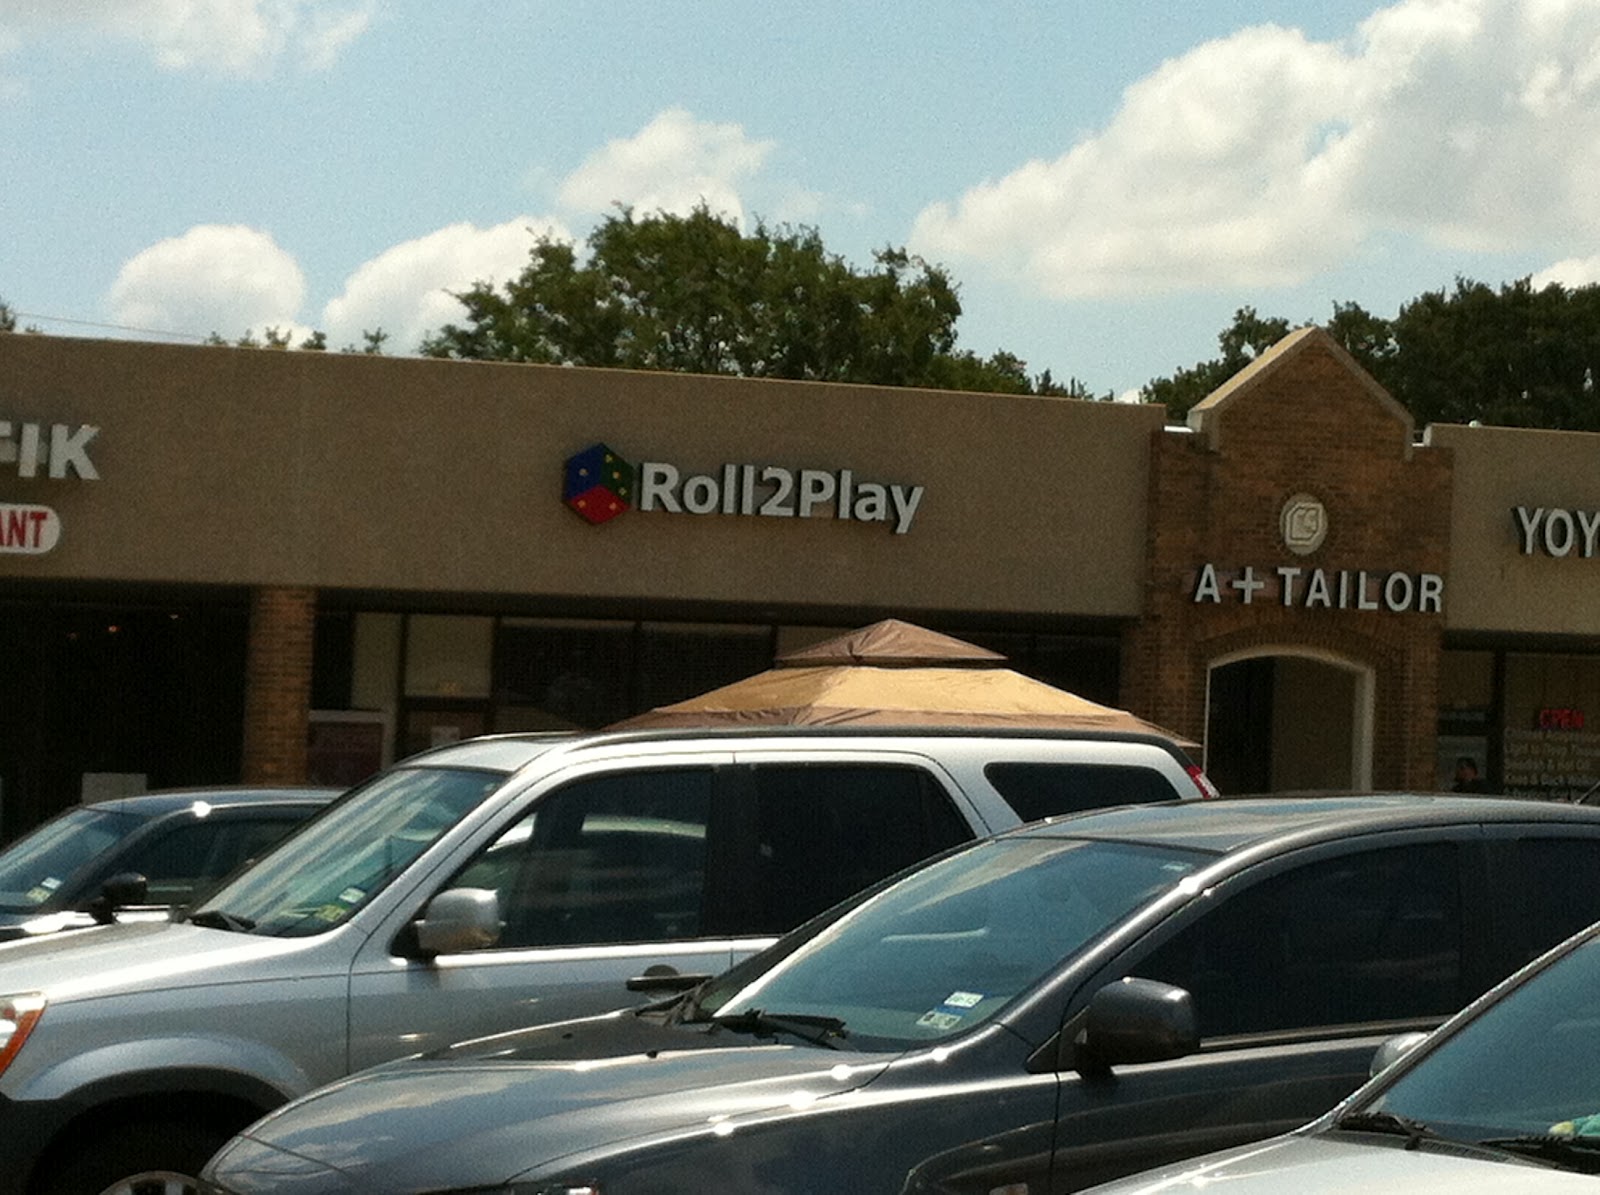 FIK
ANT
Roll2Play
A+TAILOR
YOY
OPEN